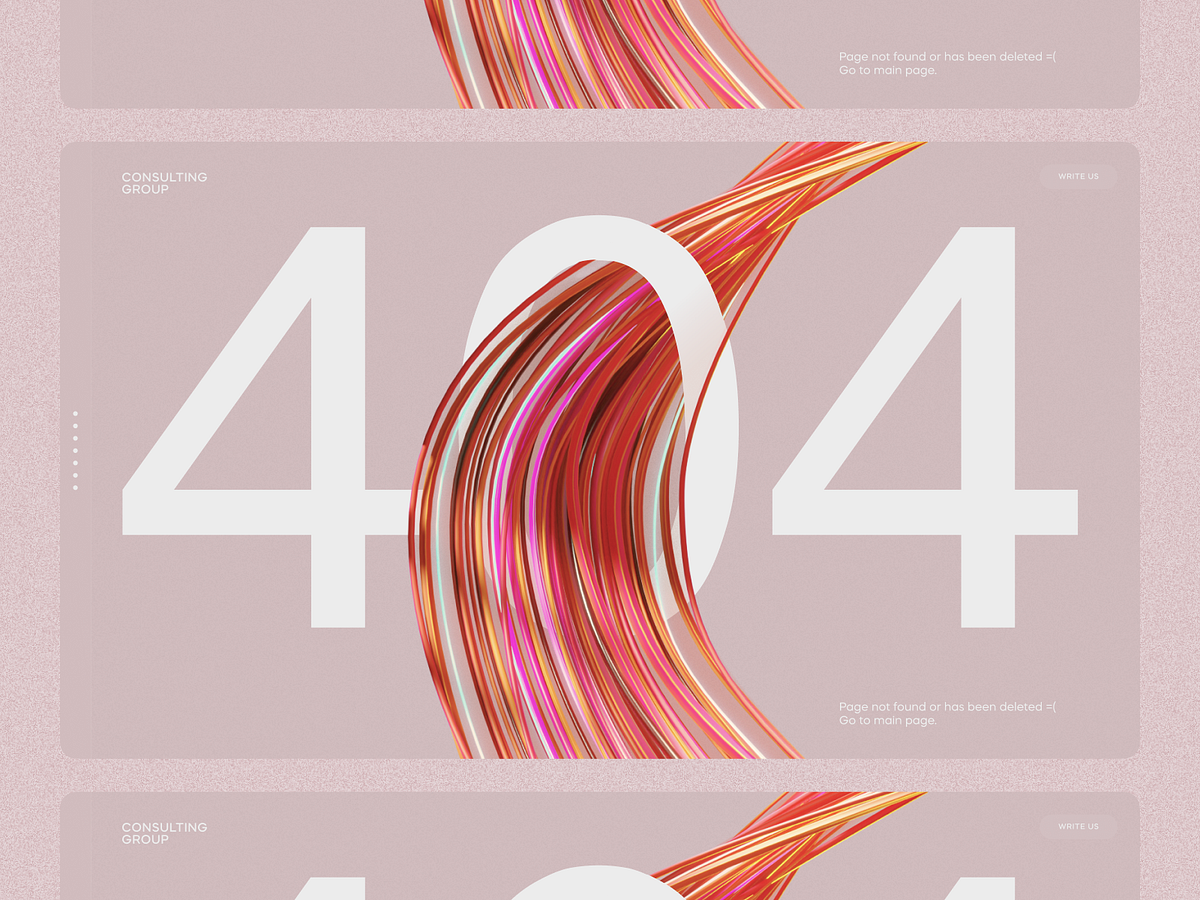 Page not found or has been deleted =(
Go to main page.
CONSULTING
GROUP
WRITE US
404
Page not found or has been deleted =(
Go to main page.
CONSULTING
GROUP
WRITE US
404